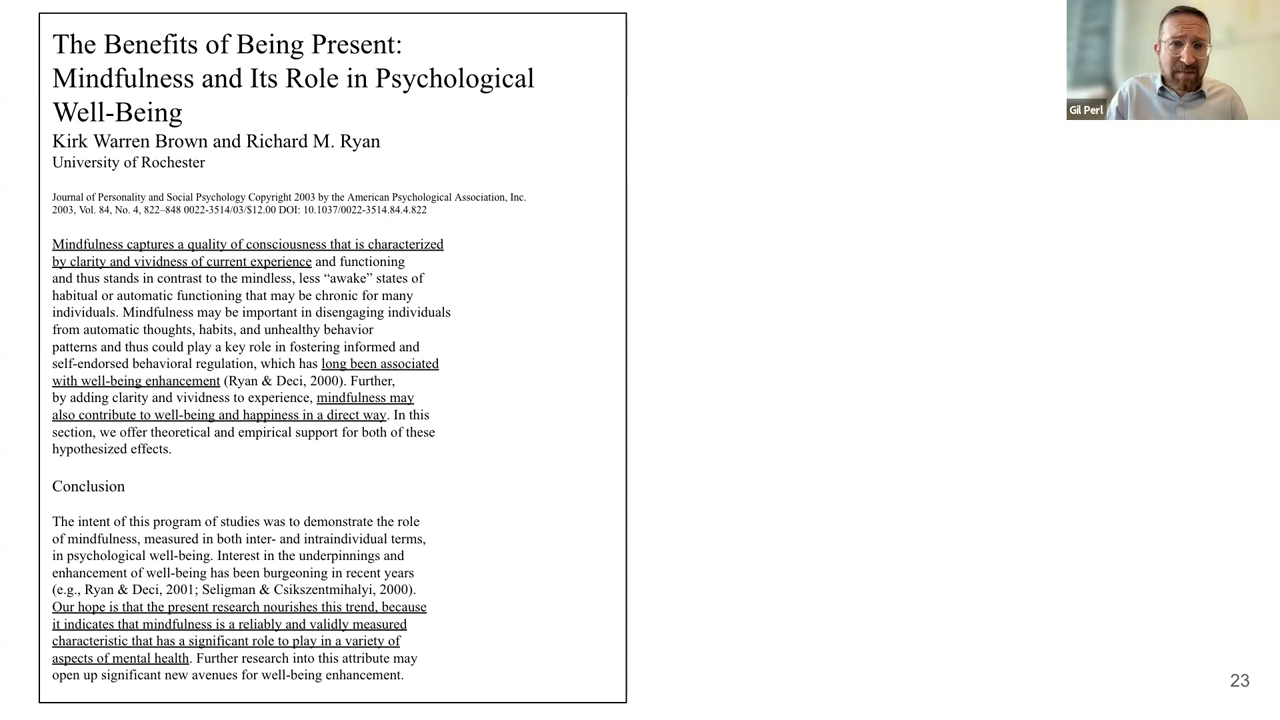 The Benefits of Being Present:
Mindfulness and Its Role in Psychological
Well-Being
Kirk Warren Brown and Richard M. Ryan
University of Rochester
Journal of Personality and Social Psychology Copyright 2003 by the American Psychological Association, Inc.
2003, Vol. 84, No. 4, 822–848 0022-3514/03/$12.00 DOI: 10.1037/0022-3514.84.4.822
Mindfulness captures a quality of consciousness that is characterized
by clarity and vividness of current experience and functioning
and thus stands in contrast to the mindless, less “awake” states of
habitual or automatic functioning that may be chronic for many
individuals. Mindfulness may be important in disengaging individuals
from automatic thoughts, habits, and unhealthy behavior
patterns and thus could play a key role in fostering informed and
self-endorsed behavioral regulation, which has long been associated
with well-being enhancement (Ryan & Deci, 2000). Further,
by adding clarity and vividness to experience, mindfulness may
also contribute to well-being and happiness in a direct way. In this
section, we offer theoretical and empirical support for both of these
hypothesized effects.
Conclusion
The intent of this program of studies was to demonstrate the role
of mindfulness, measured in both inter- and intraindividual terms,
in psychological well-being. Interest in the underpinnings and
enhancement of well-being has been burgeoning in recent years
(e.g., Ryan & Deci, 2001; Seligman & Csikszentmihalyi, 2000).
Our hope is that the present research nourishes this trend, because
it indicates that mindfulness is a reliably and validly measured
characteristic that has a significant role to play in a variety of
aspects of mental health. Further research into this attribute may
open up significant new avenues for well-being enhancement.
Gil Perl
23